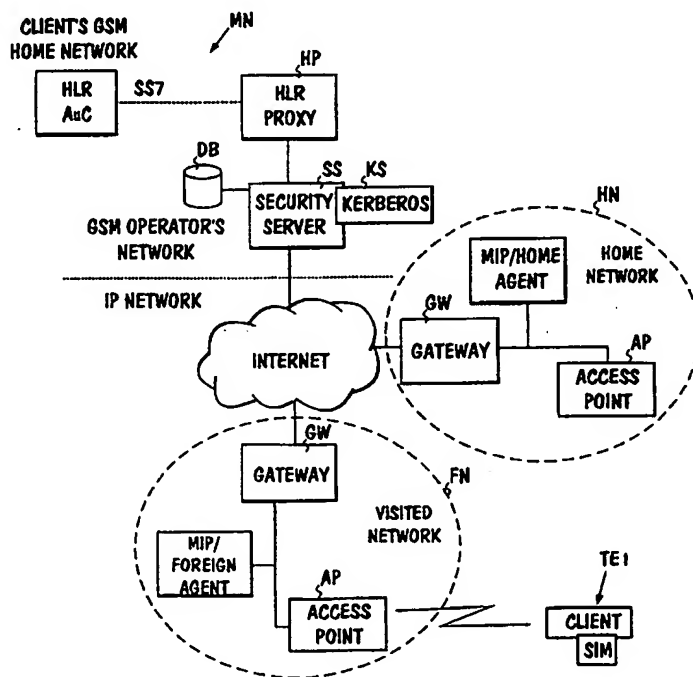 CLIENT'S GSM
HOME NETWORK
MN
HLR
AuC
SS7
HP
HLR
PROXY
DB
SS
KS
SECURITY
SERVER
KERBEROS
GSM OPERATOR'S
NETWORK
IP NETWORK
INTERNET
HN
MIP/HOME
AGENT
HOME
NETWORK
GW
GATEWAY
AP
ACCESS
POINT
GW
GATEWAY
FN
VISITED
NETWORK
MIP/
FOREIGN
AGENT
AP
ACCESS
POINT
TE1
CLIENT
SIM